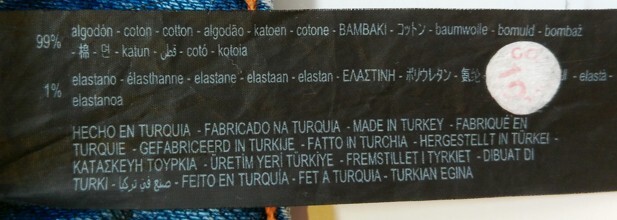 99% algodón - coton - cotton - algodão - katoen - cotone - BAMBAKI - コットン - baumwolle - bomuld - bombaž
- 棉 - 면 - katun - قطن - cotó - kotoia
1% elastano - élasthanne - elastane - elastaan - elastan - ΕΛΑΣΤΙΝΗ - ポリウレタン - 氨纶 - elastā -
elastanoa
HECHO EN TURQUIA - FABRICADO NA TURQUIA - MADE IN TURKEY - FABRIQUÉ EN
TURQUIE - GEFABRICEERD IN TURKIJE - FATTO IN TURCHIA - HERGESTELLT IN TÜRKEI -
ΚΑΤΑΣΚΕΥΗ ΤΟΥΡΚΙΑ - ÜRETİM YERİ TÜRKİYE - FREMSTILLET I TYRKIET - DIBUAT DI
TURKI - صنع في تركيا - FEITO EN TURQUÍA - FET A TURQUIA - TURKIAN EGINA